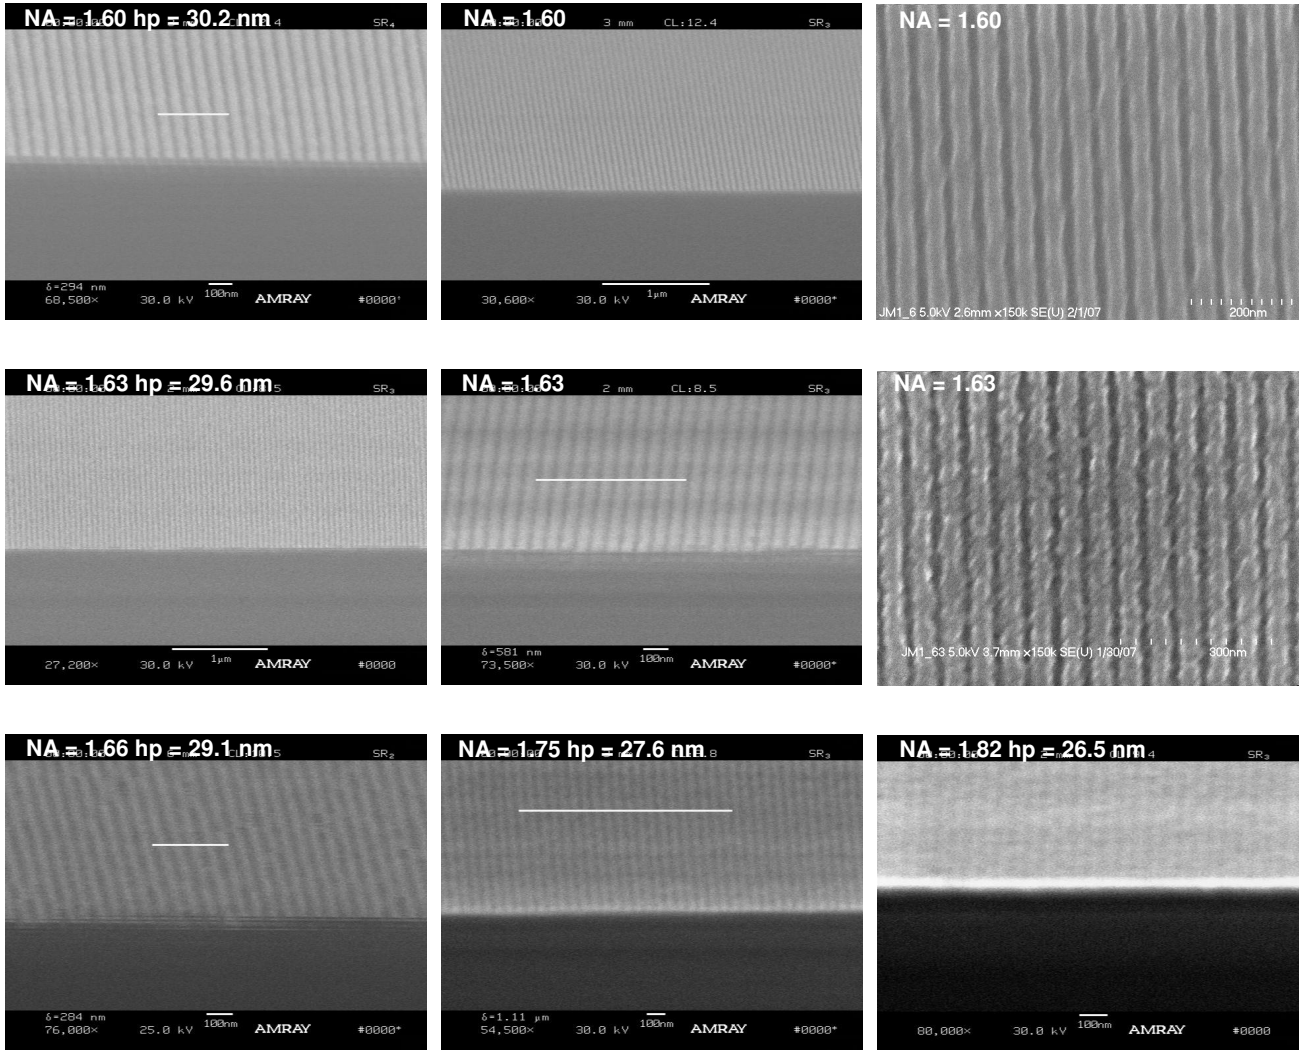 NA = 1.60 hp = 30.2 nm
SR₄
δ=294 nm
68,500× 30.0 kV 100nm AMRAY #0000'
NA = 1.60
3 mm CL:12.4 SR₃
30,600× 30.0 kV 1µm AMRAY #0000*
NA = 1.60
JM1_6 5.0kV 2.6mm x150k SE(U) 2/1/07 200nm
NA = 1.63 hp = 29.6 nm
SR₃
27,200× 30.0 kV 1µm AMRAY #0000
NA = 1.63
2 mm CL:8.5 SR₃
δ=581 nm
73,500× 30.0 kV 100nm AMRAY #0000*
NA = 1.63
JM1_63 5.0kV 3.7mm x150k SE(U) 1/30/07 300nm
NA = 1.66 hp = 29.1 nm
SR₂
δ=284 nm
76,000× 25.0 kV 100nm AMRAY #0000*
NA = 1.75 hp = 27.6 nm
SR₃
δ=1.11 µm
54,500× 30.0 kV 100nm AMRAY #0000*
NA = 1.82 hp = 26.5 nm
SR₃
80,000× 30.0 kV 100nm AMRAY #0000